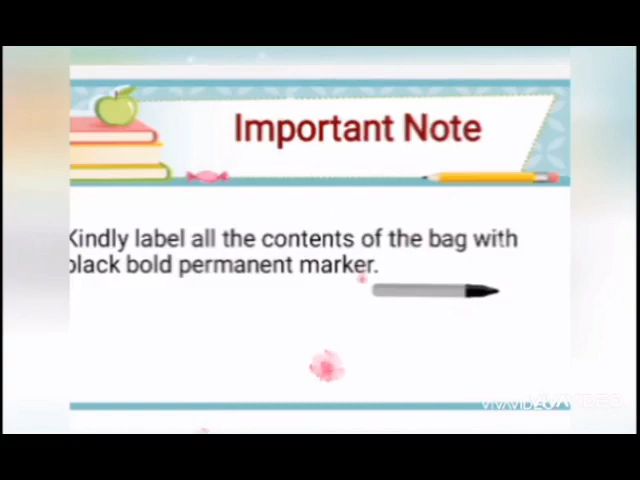 Important Note
Kindly label all the contents of the bag with
black bold permanent marker.